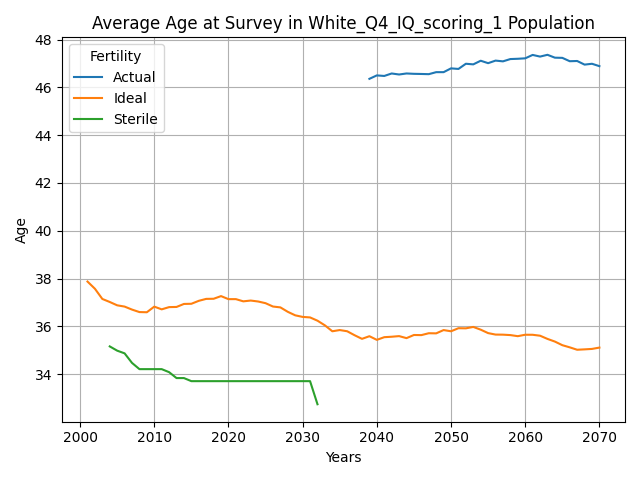 Average Age at Survey in White_Q4_IQ_scoring_1 Population
Fertility
Actual
Ideal
Sterile
Age
48
46
44
42
40
38
36
34
2000
2010
2020
2030
2040
2050
2060
2070
Years